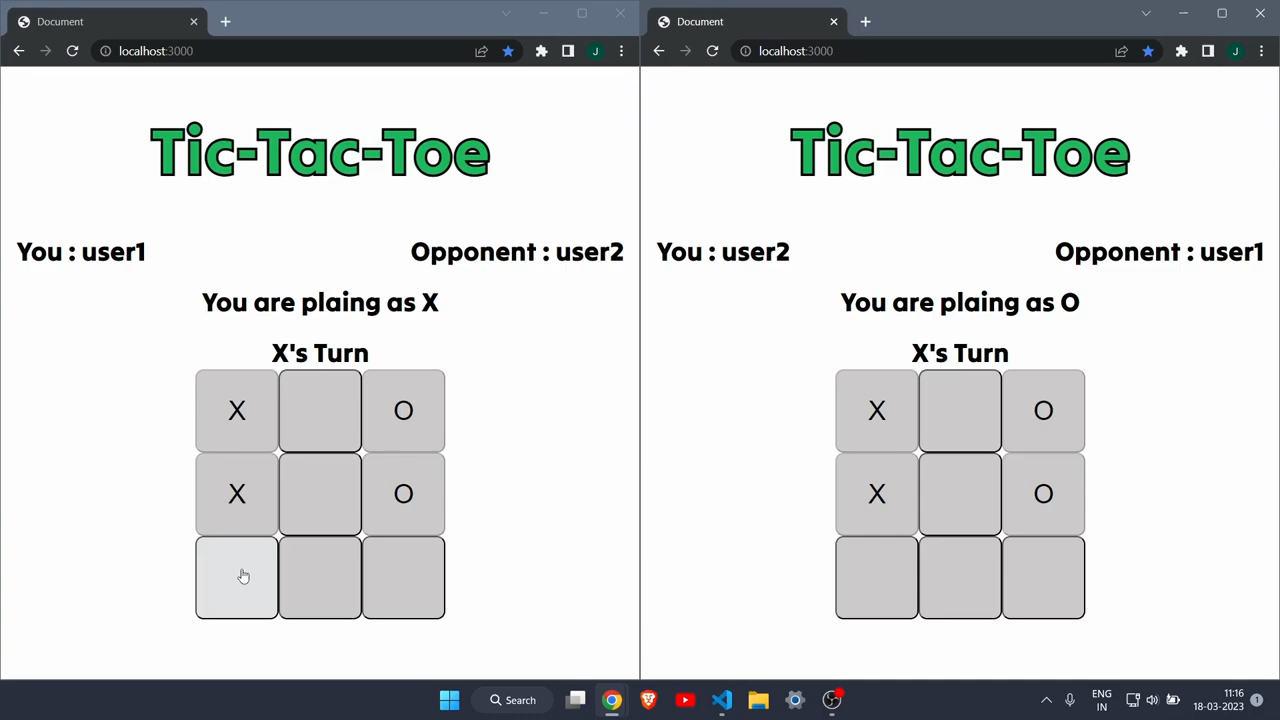 Document
Document
localhost:3000
J
localhost:3000
J
Tic-Tac-Toe
You : user1
Opponent : user2
You are plaing as X
X's Turn
X O
X O
Tic-Tac-Toe
You : user2
Opponent : user1
You are plaing as O
X's Turn
X O
X O
Search
ENG
IN
11:16
18-03-2023
1